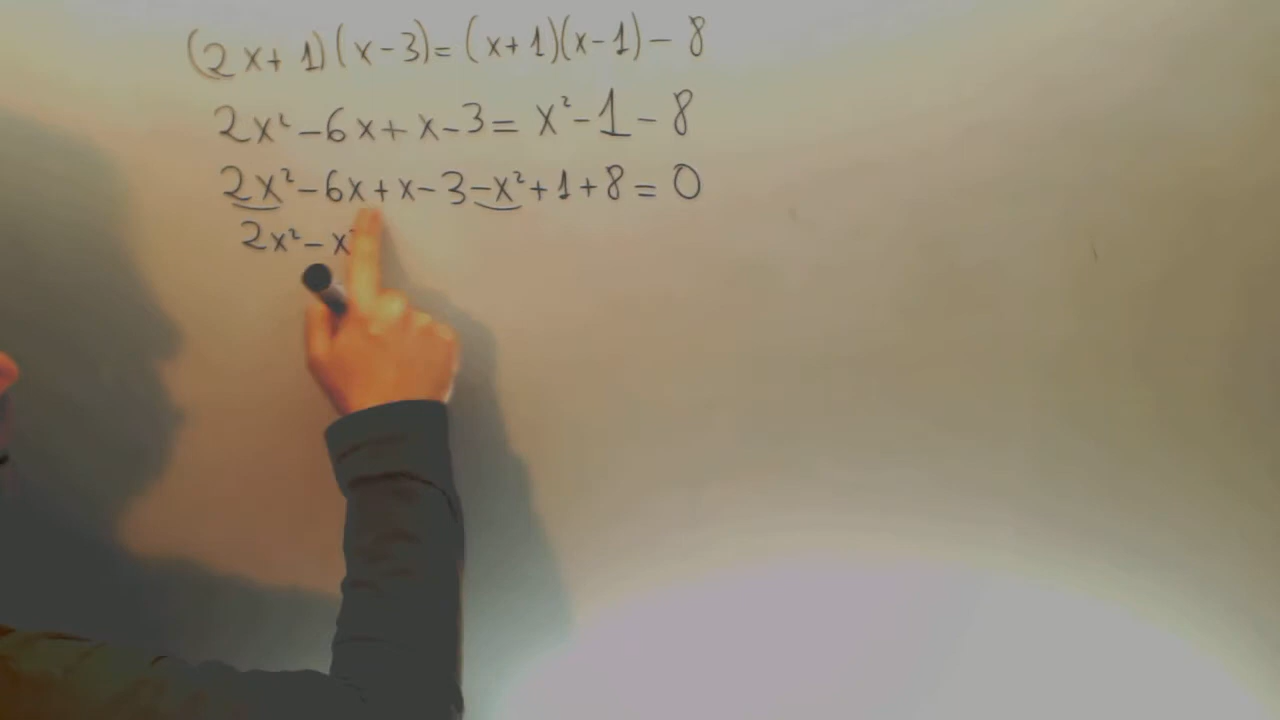 (2x+1)(x-3)=(x+1)(x-1)-8
2x²-6x+x-3=x²-1-8
2x²-6x+x-3-x²+1+8=0
2x²-x²